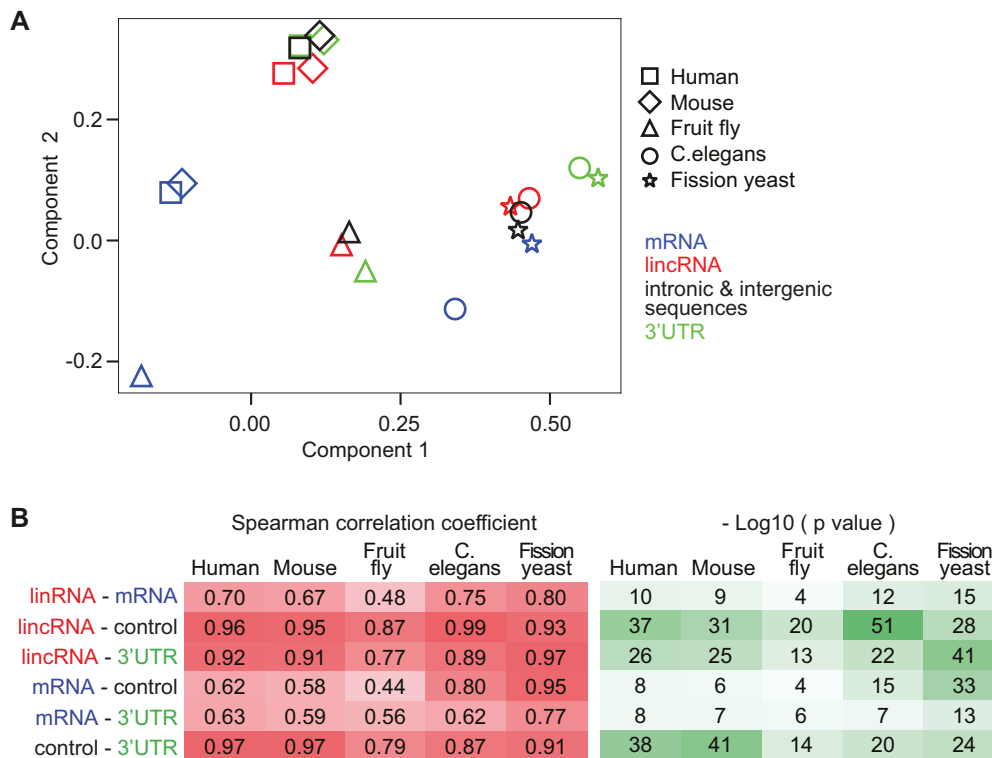 A
Component 2
0.2
0.0
-0.2
0.00 0.25 0.50
Component 1
Human
Mouse
Fruit fly
C.elegans
Fission yeast
mRNA
lincRNA
intronic & intergenic
sequences
3'UTR
B
Spearman correlation coefficient - Log10 ( p value )
Human Mouse Fruit fly C. elegans Fission yeast Human Mouse Fruit fly C. elegans Fission yeast
linRNA - mRNA 0.70 0.67 0.48 0.75 0.80 10 9 4 12 15
lincRNA - control 0.96 0.95 0.87 0.99 0.93 37 31 20 51 28
lincRNA - 3'UTR 0.92 0.91 0.77 0.89 0.97 26 25 13 22 41
mRNA - control 0.62 0.58 0.44 0.80 0.95 8 6 4 15 33
mRNA - 3'UTR 0.63 0.59 0.56 0.62 0.77 8 7 6 7 13
control - 3'UTR 0.97 0.97 0.79 0.87 0.91 38 41 14 20 24